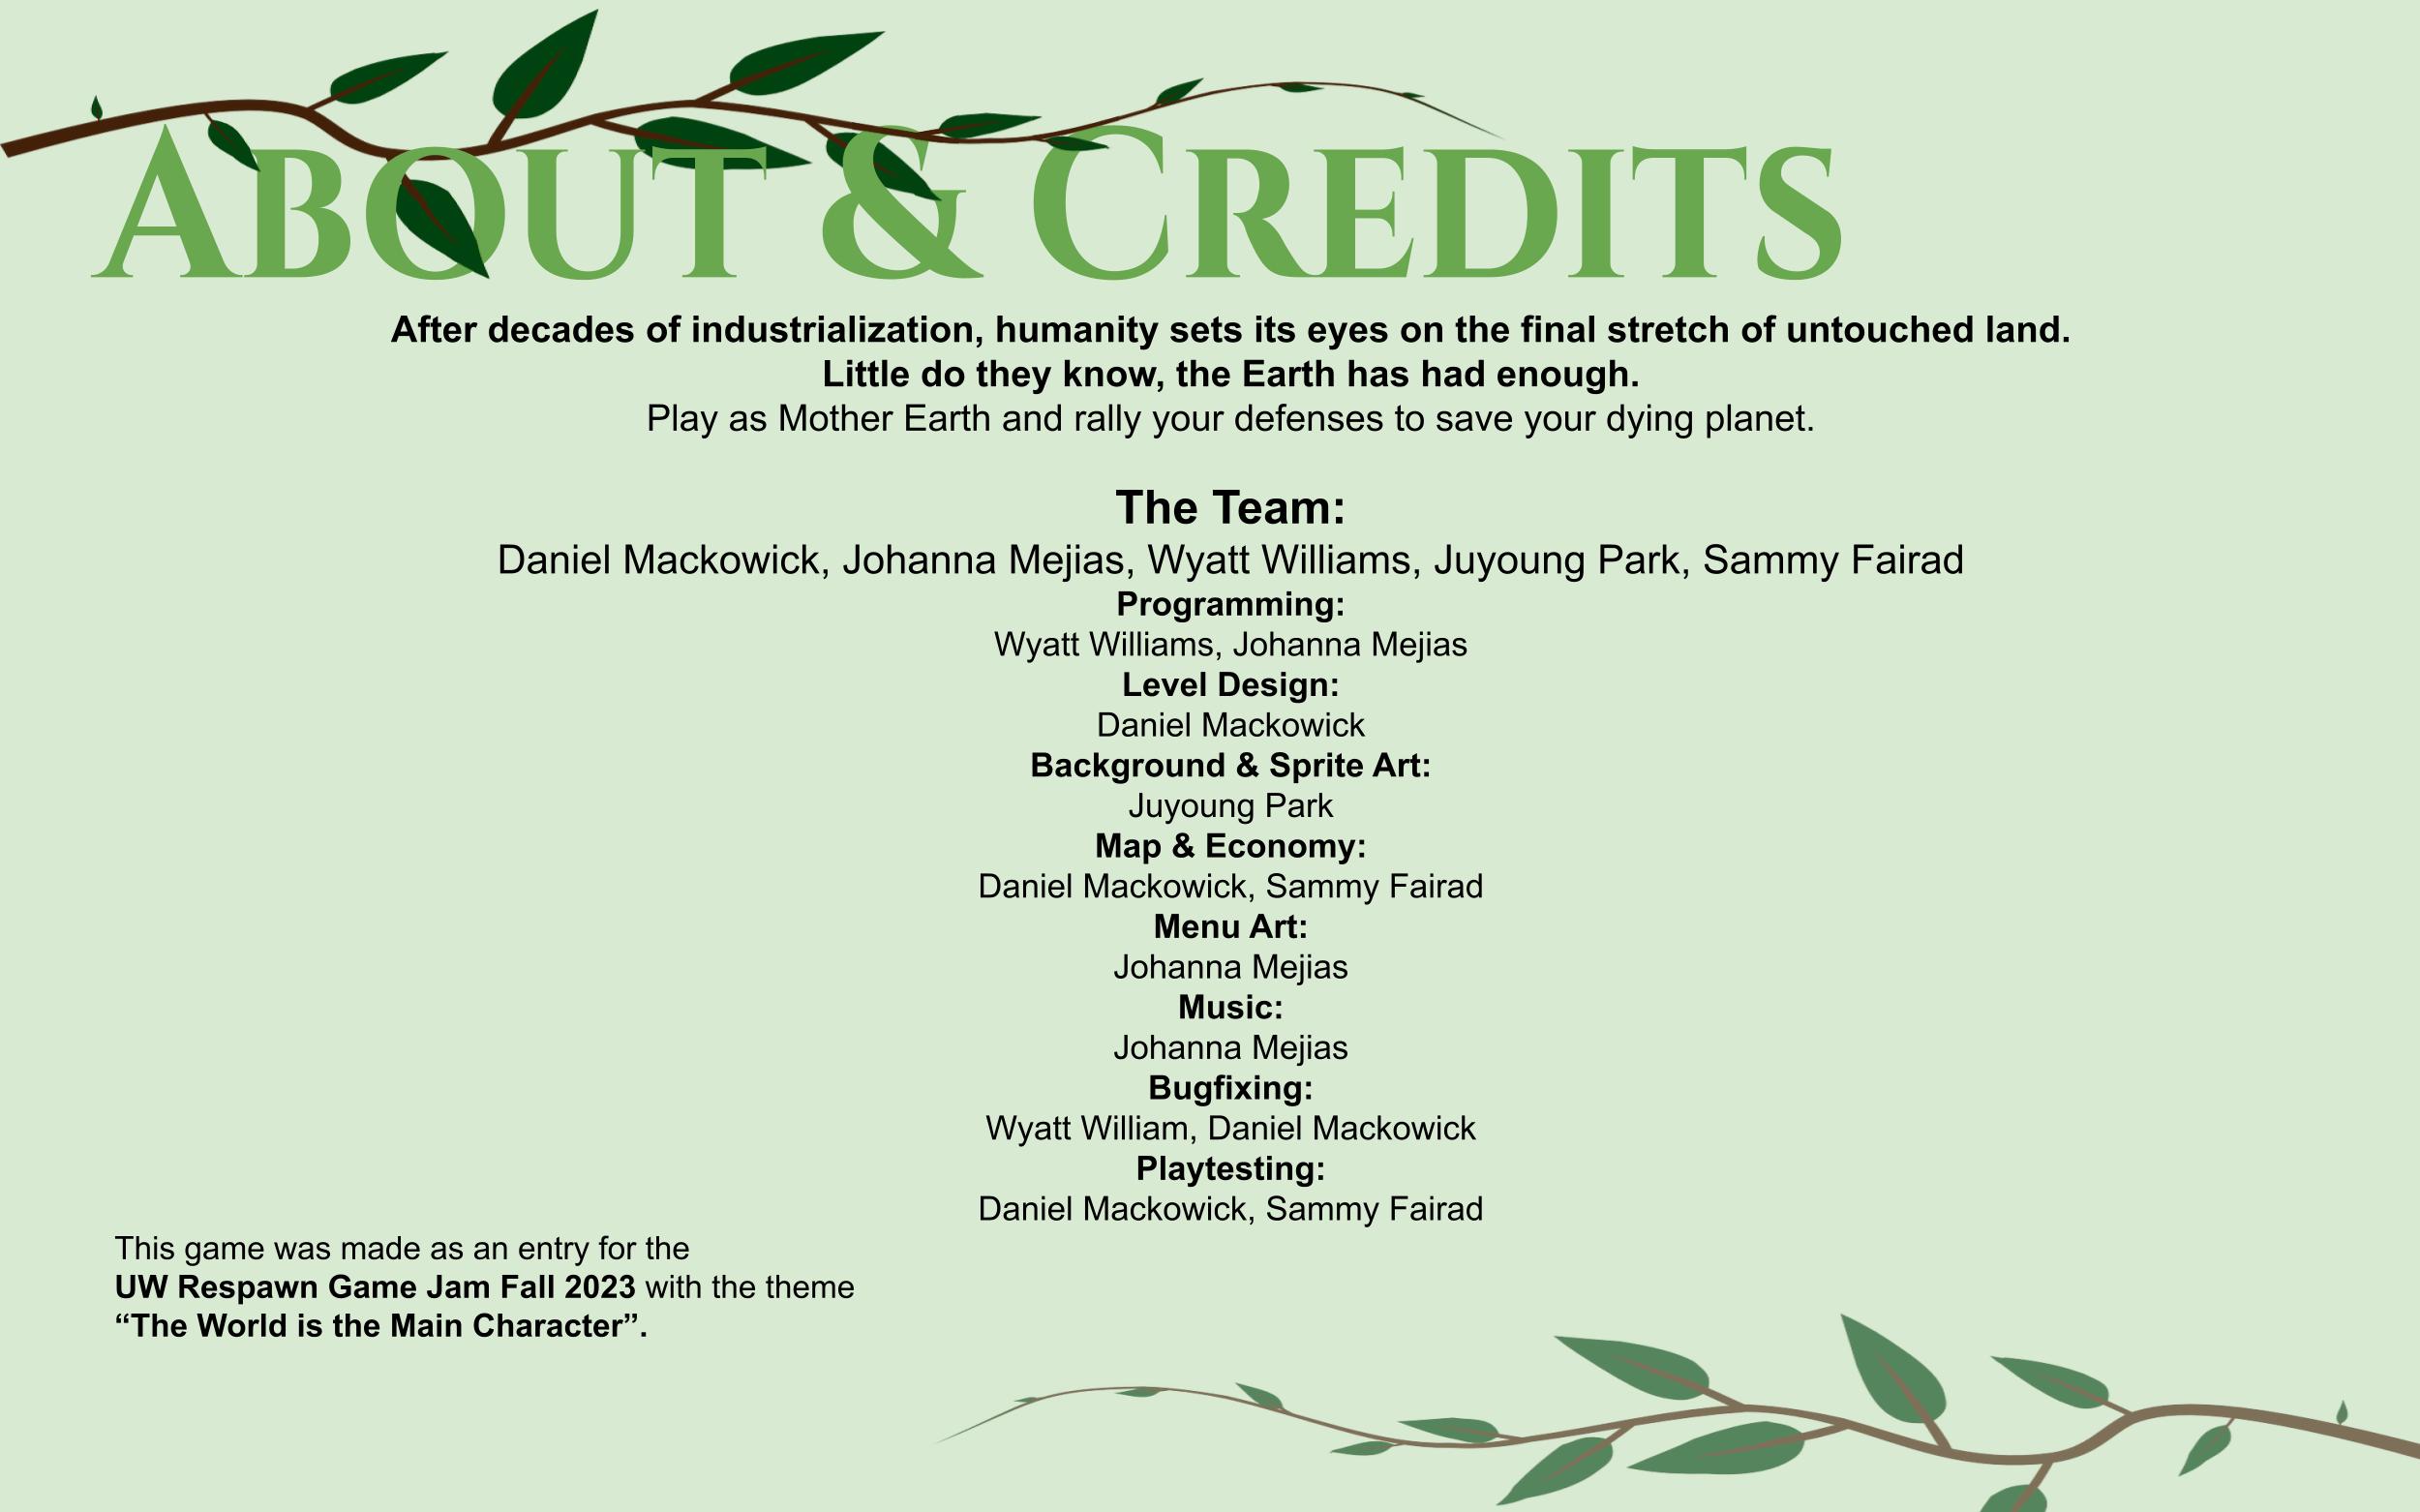 About & Credits
After decades of industrialization, humanity sets its eyes on the final stretch of untouched land.
Little do they know, the Earth has had enough.
Play as Mother Earth and rally your defenses to save your dying planet.
The Team:
Daniel Mackowick, Johanna Mejias, Wyatt Williams, Juyoung Park, Sammy Fairad
Programming:
Wyatt Williams, Johanna Mejias
Level Design:
Daniel Mackowick
Background & Sprite Art:
Juyoung Park
Map & Economy:
Daniel Mackowick, Sammy Fairad
Menu Art:
Johanna Mejias
Music:
Johanna Mejias
Bugfixing:
Wyatt William, Daniel Mackowick
Playtesting:
Daniel Mackowick, Sammy Fairad
This game was made as an entry for the
UW Respawn Game Jam Fall 2023 with the theme
“The World is the Main Character”.